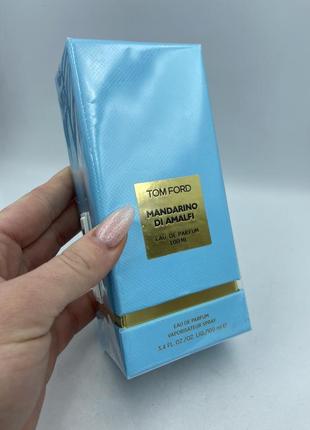 TOM FORD
MANDARINO
DI AMALFI
EAU DE PARFUM
100 ML
EAU DE PARFUM
VAPORISATEUR SPRAY
3.4 FL. OZ/OZ. LIQ/100 ml ℮